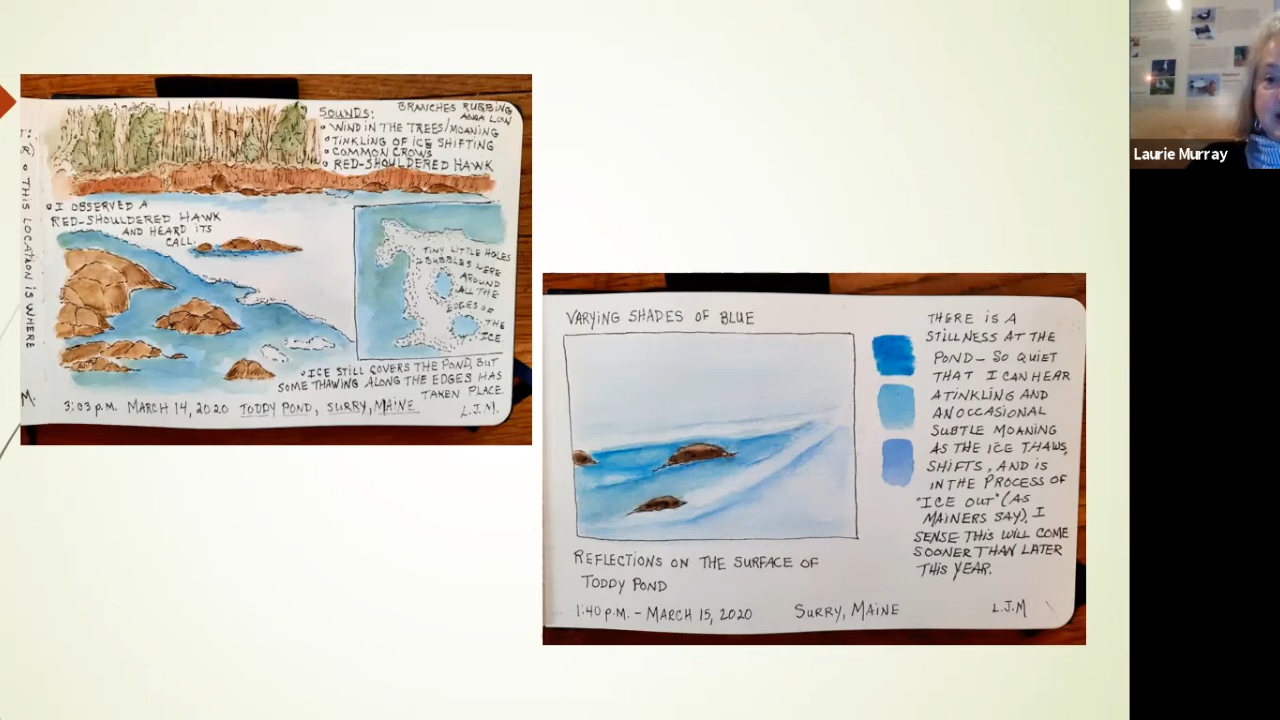 SOUNDS:
BRANCHES RUBBING
AND A LOW
• WIND IN THE TREES/MOANING
• TINKLING OF ICE SHIFTING
• COMMON CROWS
• RED-SHOULDERED HAWK
• THIS LOCATION IS WHERE
• I OBSERVED A
RED-SHOULDERED HAWK
AND HEARD ITS
CALL.
TINY LITTLE HOLES
& BUBBLES WERE
AROUND
ALL THE
EDGES OF
THE
ICE.
• ICE STILL COVERS THE POND, BUT
SOME THAWING ALONG THE EDGES HAS
TAKEN PLACE.
3:03 P.M. MARCH 14, 2020 TODDY POND, SURRY, MAINE L.J.M.
VARYING SHADES OF BLUE
REFLECTIONS ON THE SURFACE OF
TODDY POND
1:40 P.M. - MARCH 15, 2020 SURRY, MAINE L.J.M
THERE IS A
STILLNESS AT THE
POND - SO QUIET
THAT I CAN HEAR
A TINKLING AND
AN OCCASIONAL
SUBTLE MOANING
AS THE ICE THAWS,
SHIFTS, AND IS
IN THE PROCESS OF
"ICE OUT" (AS
MAINERS SAY). I
SENSE THIS WILL COME
SOONER THAN LATER
THIS YEAR.
Laurie Murray